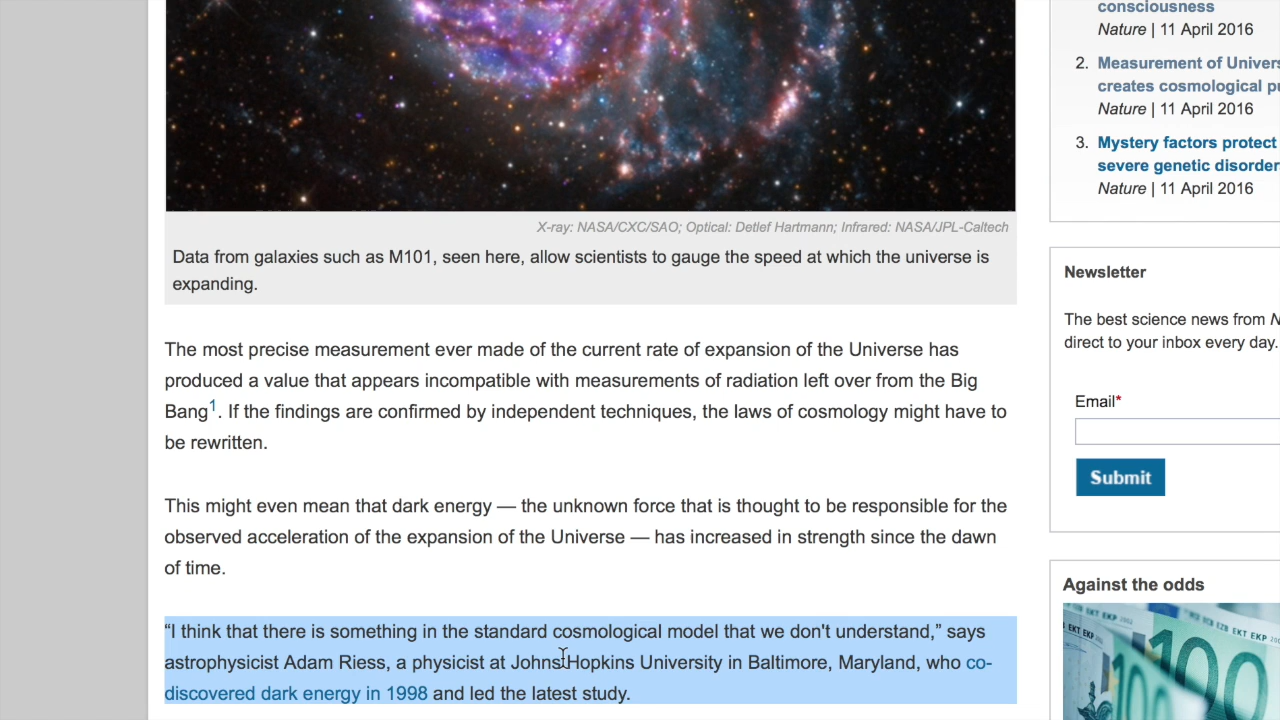 X-ray: NASA/CXC/SAO; Optical: Detlef Hartmann; Infrared: NASA/JPL-Caltech
Data from galaxies such as M101, seen here, allow scientists to gauge the speed at which the universe is
expanding.
The most precise measurement ever made of the current rate of expansion of the Universe has
produced a value that appears incompatible with measurements of radiation left over from the Big
Bang1. If the findings are confirmed by independent techniques, the laws of cosmology might have to
be rewritten.
This might even mean that dark energy — the unknown force that is thought to be responsible for the
observed acceleration of the expansion of the Universe — has increased in strength since the dawn
of time.
“I think that there is something in the standard cosmological model that we don't understand,” says
astrophysicist Adam Riess, a physicist at Johns Hopkins University in Baltimore, Maryland, who co-
discovered dark energy in 1998 and led the latest study.
consciousness
Nature | 11 April 2016
2. Measurement of
creates cosmological
Nature | 11 April 2016
3. Mystery factors protect
severe genetic disorder
Nature | 11 April 2016
Newsletter
The best science news from
direct to your inbox every day.
Email*
Submit
Against the odds
EKT EKP
100
100